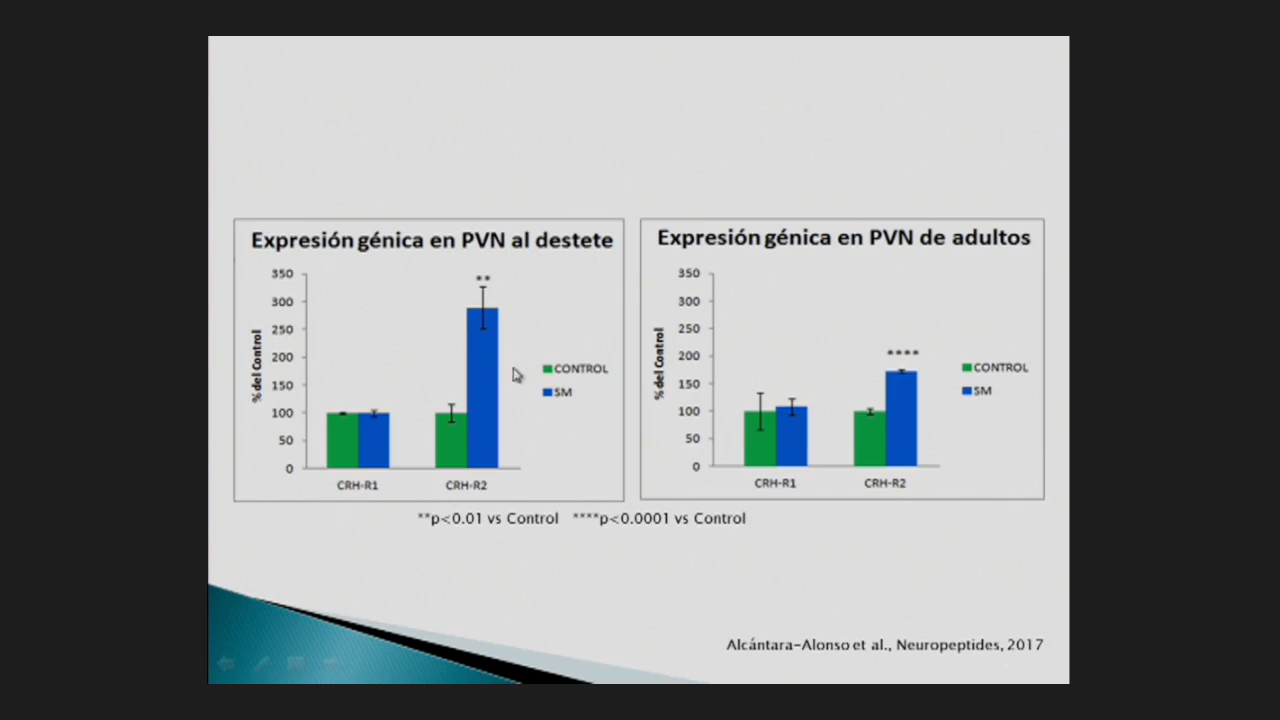 Expresión génica en PVN al destete
350
300
250
200
150
100
50
0
% del Control
**
CRH-R1
CRH-R2
CONTROL
SM
Expresión génica en PVN de adultos
350
300
250
200
150
100
50
0
% del Control
****
CRH-R1
CRH-R2
CONTROL
SM
**p<0.01 vs Control ****p<0.0001 vs Control
Alcántara-Alonso et al., Neuropeptides, 2017